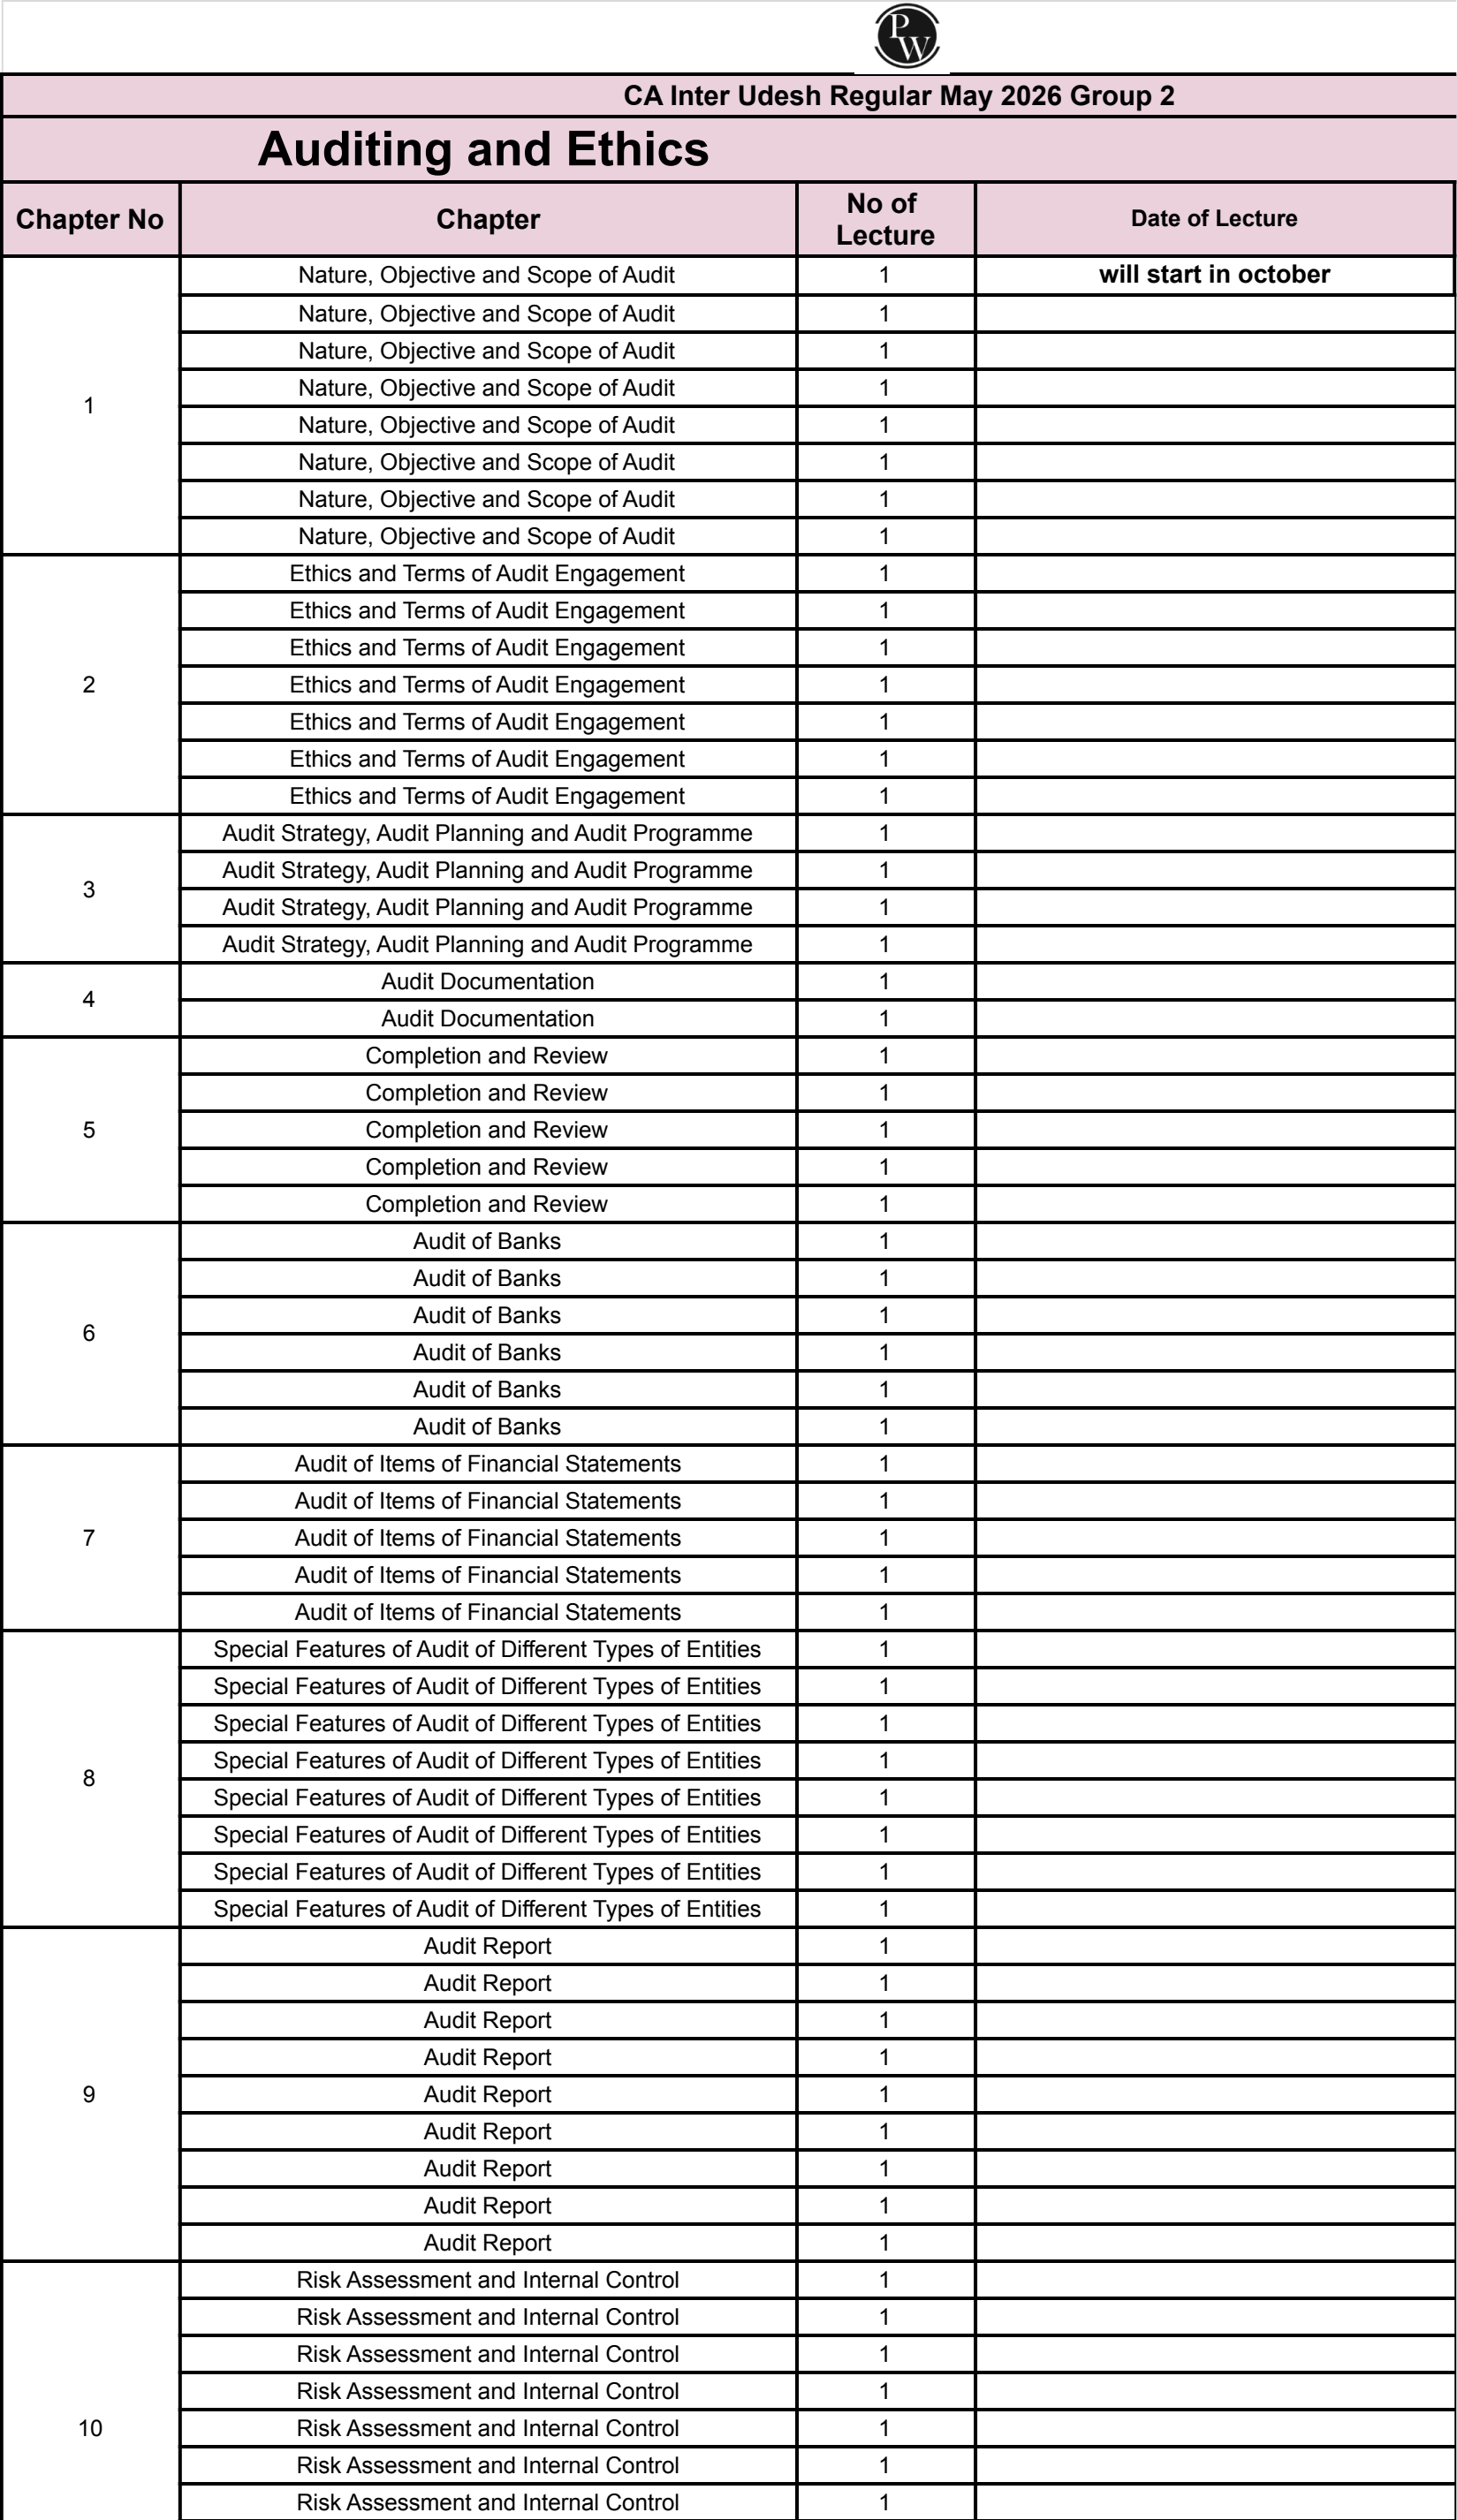 PW
CA Inter Udesh Regular May 2026 Group 2
Auditing and Ethics
Chapter No Chapter No of Lecture Date of Lecture
1 Nature, Objective and Scope of Audit 1 will start in october
Nature, Objective and Scope of Audit 1
Nature, Objective and Scope of Audit 1
Nature, Objective and Scope of Audit 1
Nature, Objective and Scope of Audit 1
Nature, Objective and Scope of Audit 1
Nature, Objective and Scope of Audit 1
Nature, Objective and Scope of Audit 1
2 Ethics and Terms of Audit Engagement 1
Ethics and Terms of Audit Engagement 1
Ethics and Terms of Audit Engagement 1
Ethics and Terms of Audit Engagement 1
Ethics and Terms of Audit Engagement 1
Ethics and Terms of Audit Engagement 1
Ethics and Terms of Audit Engagement 1
3 Audit Strategy, Audit Planning and Audit Programme 1
Audit Strategy, Audit Planning and Audit Programme 1
Audit Strategy, Audit Planning and Audit Programme 1
Audit Strategy, Audit Planning and Audit Programme 1
4 Audit Documentation 1
Audit Documentation 1
5 Completion and Review 1
Completion and Review 1
Completion and Review 1
Completion and Review 1
Completion and Review 1
6 Audit of Banks 1
Audit of Banks 1
Audit of Banks 1
Audit of Banks 1
Audit of Banks 1
Audit of Banks 1
7 Audit of Items of Financial Statements 1
Audit of Items of Financial Statements 1
Audit of Items of Financial Statements 1
Audit of Items of Financial Statements 1
Audit of Items of Financial Statements 1
8 Special Features of Audit of Different Types of Entities 1
Special Features of Audit of Different Types of Entities 1
Special Features of Audit of Different Types of Entities 1
Special Features of Audit of Different Types of Entities 1
Special Features of Audit of Different Types of Entities 1
Special Features of Audit of Different Types of Entities 1
Special Features of Audit of Different Types of Entities 1
Special Features of Audit of Different Types of Entities 1
9 Audit Report 1
Audit Report 1
Audit Report 1
Audit Report 1
Audit Report 1
Audit Report 1
Audit Report 1
Audit Report 1
Audit Report 1
10 Risk Assessment and Internal Control 1
Risk Assessment and Internal Control 1
Risk Assessment and Internal Control 1
Risk Assessment and Internal Control 1
Risk Assessment and Internal Control 1
Risk Assessment and Internal Control 1
Risk Assessment and Internal Control 1